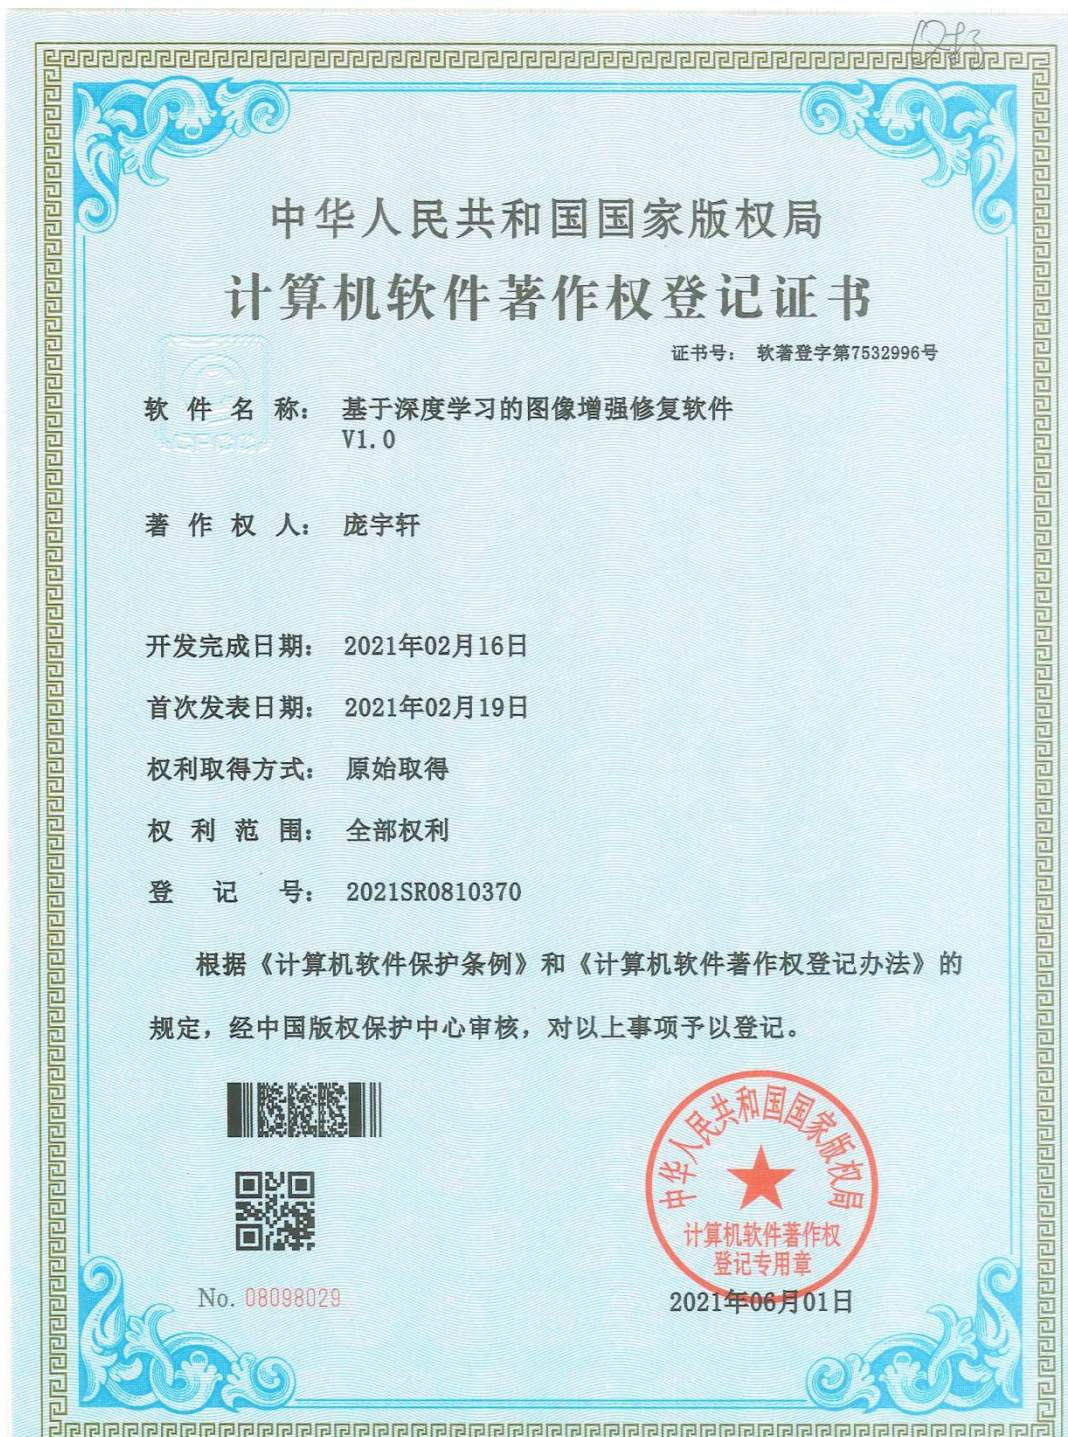 中华人民共和国国家版权局
计算机软件著作权登记证书
证书号: 软著登字第7532996号
软件名称: 基于深度学习的图像增强修复软件
V1.0
著作权人: 庞宇轩
开发完成日期: 2021年02月16日
首次发表日期: 2021年02月19日
权利取得方式: 原始取得
权利范围: 全部权利
登记号: 2021SR0810370
根据《计算机软件保护条例》和《计算机软件著作权登记办法》的
规定，经中国版权保护中心审核，对以上事项予以登记。
中华人民共和国国家版权局
计算机软件著作权
登记专用章
No. 08098029
2021年06月01日